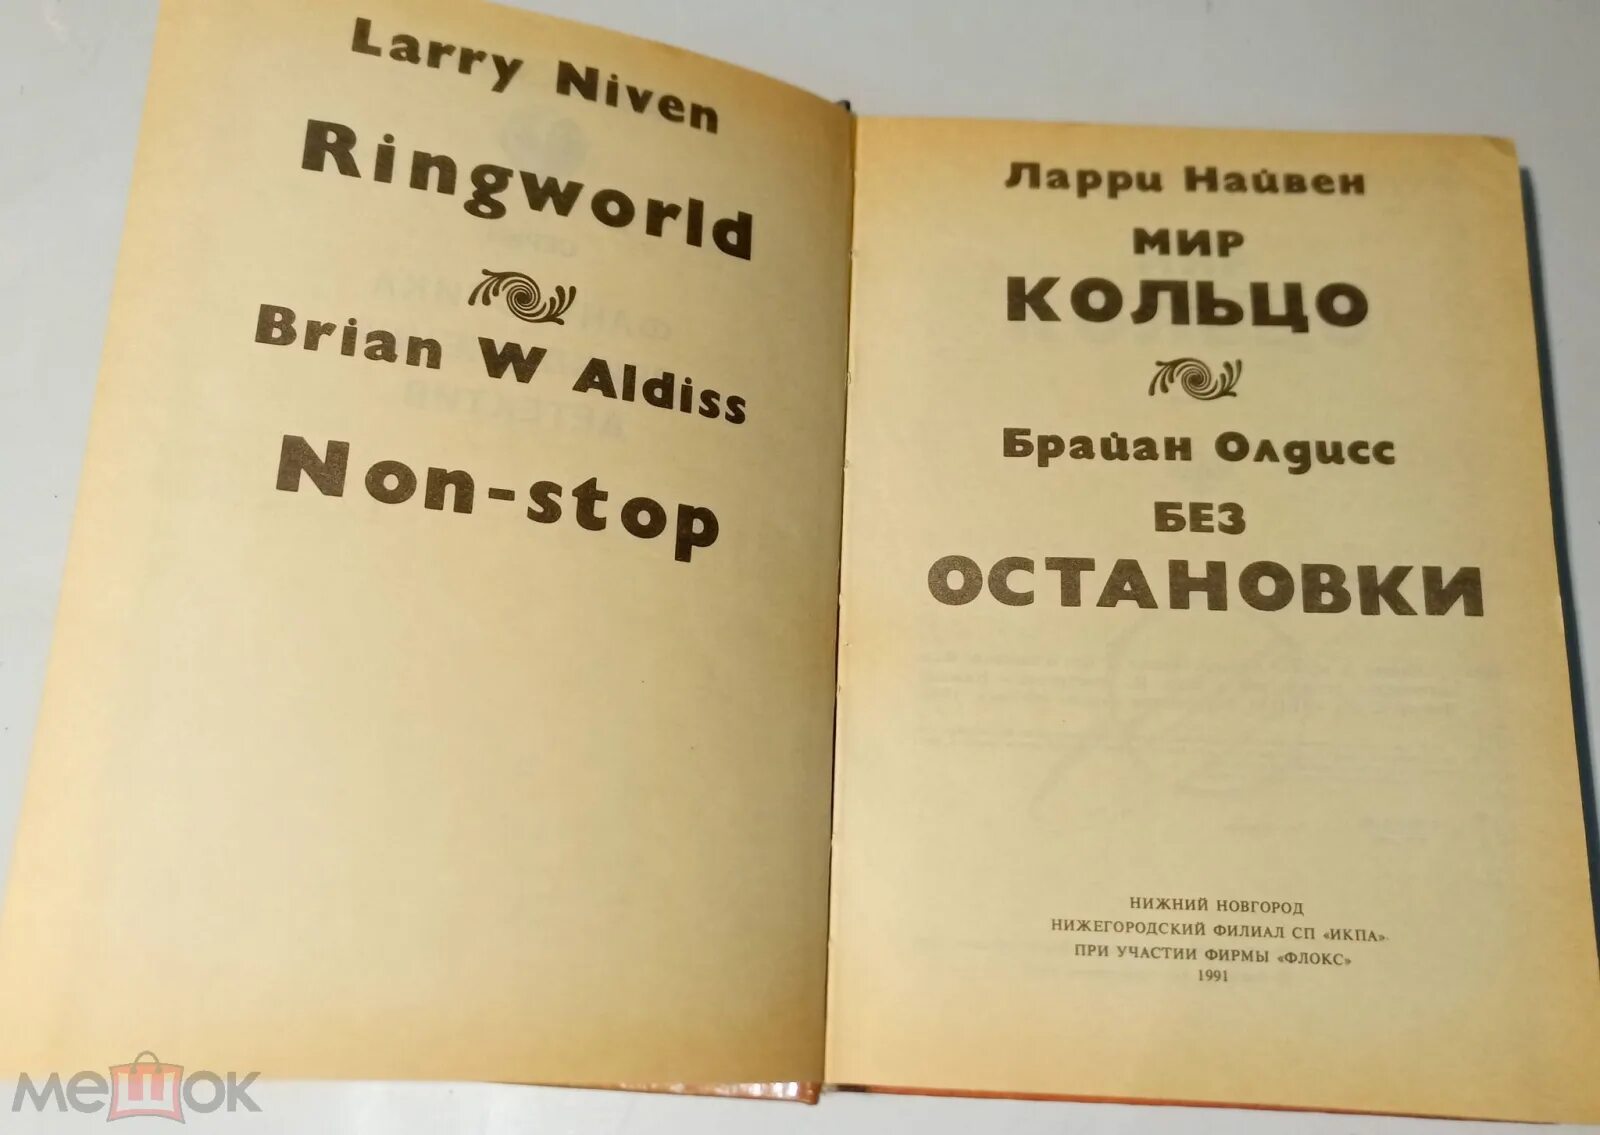 Larry Niven
Ringworld
Brian W Aldiss
Non-stop
Ларри Найвен
МИР
КОЛЬЦО
Брайан Олдисс
БЕЗ
ОСТАНОВКИ
НИЖНИЙ НОВГОРОД
НИЖЕГОРОДСКИЙ ФИЛИАЛ СП «ИКПА»
ПРИ УЧАСТИИ ФИРМЫ «ФЛОКС»
1991
мешок